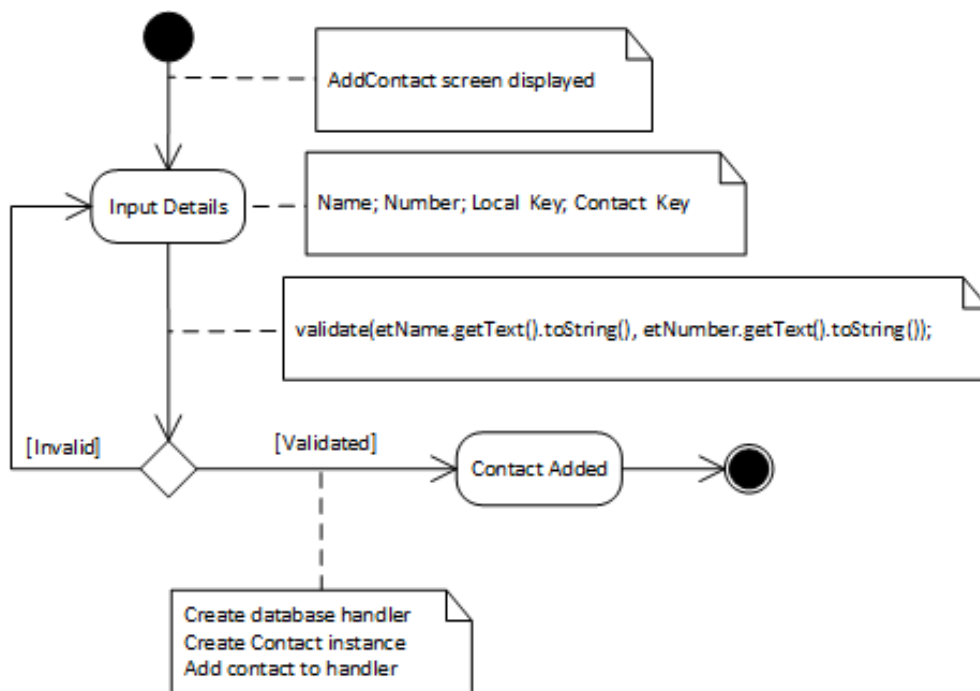 AddContact screen displayed
Input Details
Name; Number; Local Key; Contact Key
validate(etName.getText().toString(), etNumber.getText().toString());
[Invalid]
[Validated]
Contact Added
Create database handler
Create Contact instance
Add contact to handler